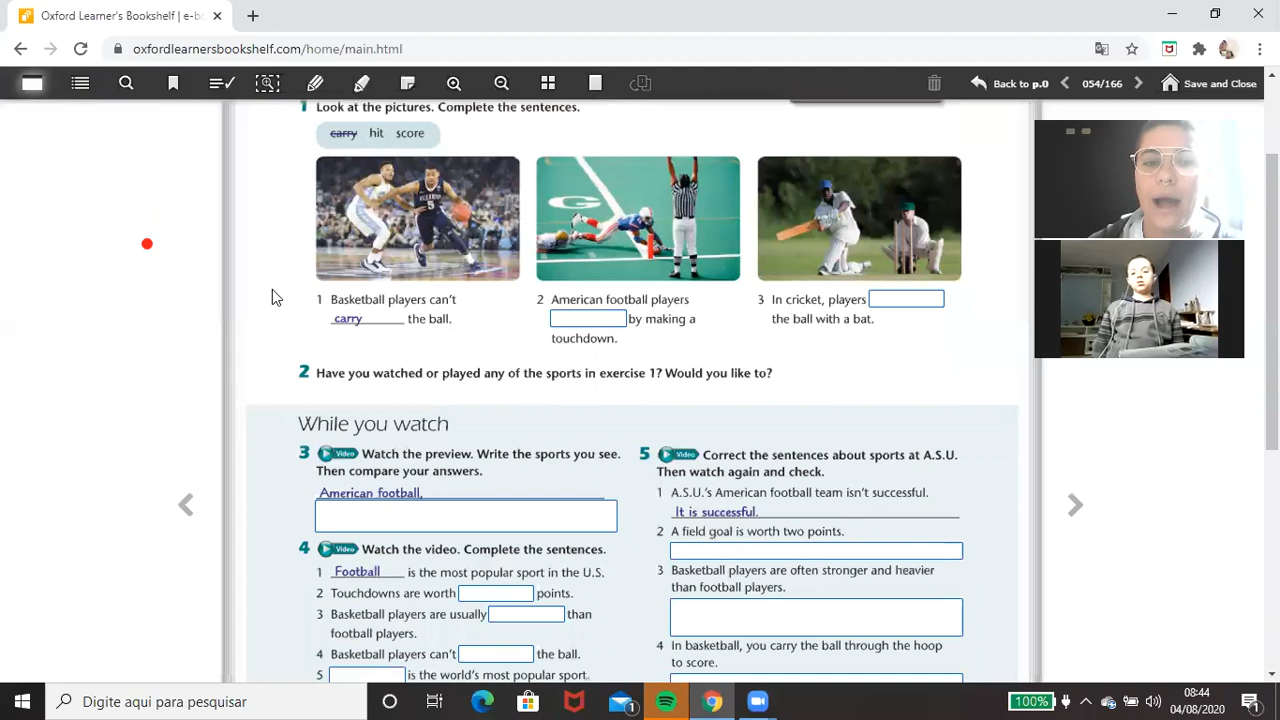 Oxford Learner's Bookshelf | e-bo
oxfordlearnersbookshelf.com/home/main.html
Back to p.0
054/166
Save and Close
1 Look at the pictures. Complete the sentences.
carry hit score
1 Basketball players can't
carry the ball.
2 American football players
by making a
touchdown.
3 In cricket, players
the ball with a bat.
2 Have you watched or played any of the sports in exercise 1? Would you like to?
While you watch
3 Video Watch the preview. Write the sports you see.
Then compare your answers.
American football,
4 Video Watch the video. Complete the sentences.
1 Football is the most popular sport in the U.S.
2 Touchdowns are worth points.
3 Basketball players are usually than
football players.
4 Basketball players can't the ball.
5 is the world's most popular sport.
5 Video Correct the sentences about sports at A.S.U.
Then watch again and check.
1 A.S.U.'s American football team isn't successful.
It is successful.
2 A field goal is worth two points.
3 Basketball players are often stronger and heavier
than football players.
4 In basketball, you carry the ball through the hoop
to score.
Digite aqui para pesquisar
100%
08:44
04/08/2020